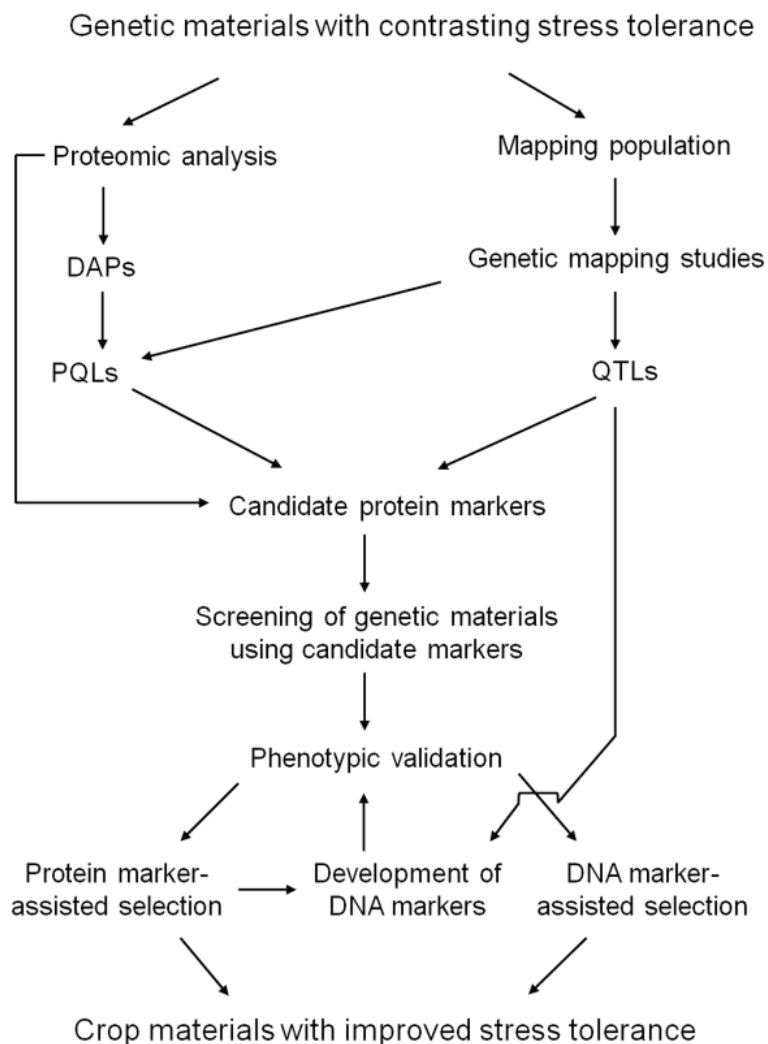 Genetic materials with contrasting stress tolerance
Proteomic analysis
Mapping population
DAPs
Genetic mapping studies
PQLs
QTLs
Candidate protein markers
Screening of genetic materials
using candidate markers
Phenotypic validation
Protein marker-
assisted selection
Development of
DNA markers
DNA marker-
assisted selection
Crop materials with improved stress tolerance